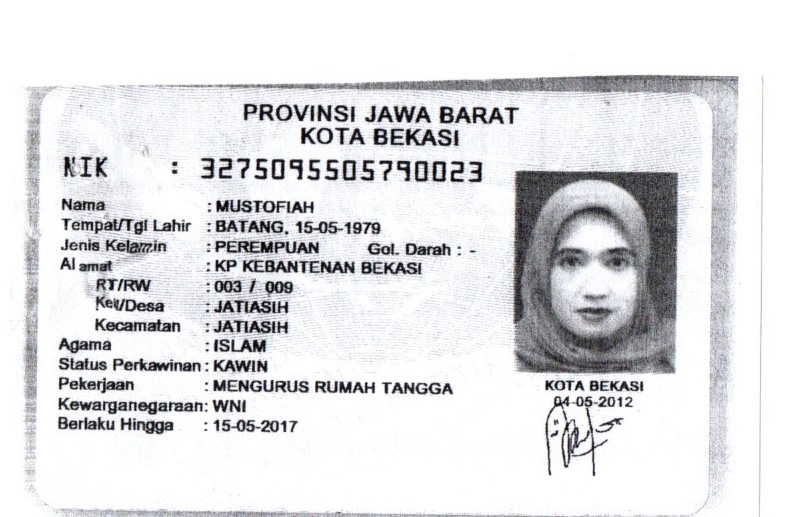 PROVINSI JAWA BARAT
KOTA BEKASI
NIK : 3275095505790023
Nama : MUSTOFIAH
Tempat/Tgl Lahir : BATANG, 15-05-1979
Jenis Kelamin : PEREMPUAN Gol. Darah : -
Alamat : KP KEBANTENAN BEKASI
RT/RW : 003 / 009
Kel/Desa : JATIASIH
Kecamatan : JATIASIH
Agama : ISLAM
Status Perkawinan : KAWIN
Pekerjaan : MENGURUS RUMAH TANGGA
Kewarganegaraan : WNI
Berlaku Hingga : 15-05-2017
KOTA BEKASI
04-05-2012